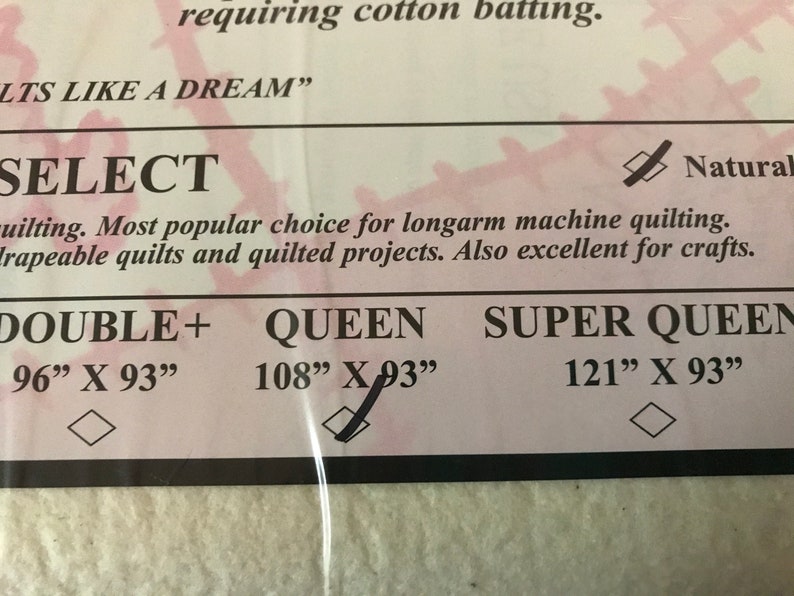 requiring cotton batting.
LTS LIKE A DREAM”
SELECT Natural
uilting. Most popular choice for longarm machine quilting.
drapeable quilts and quilted projects. Also excellent for crafts.
DOUBLE+ QUEEN SUPER QUEEN
96” X 93” 108” X 93” 121” X 93”